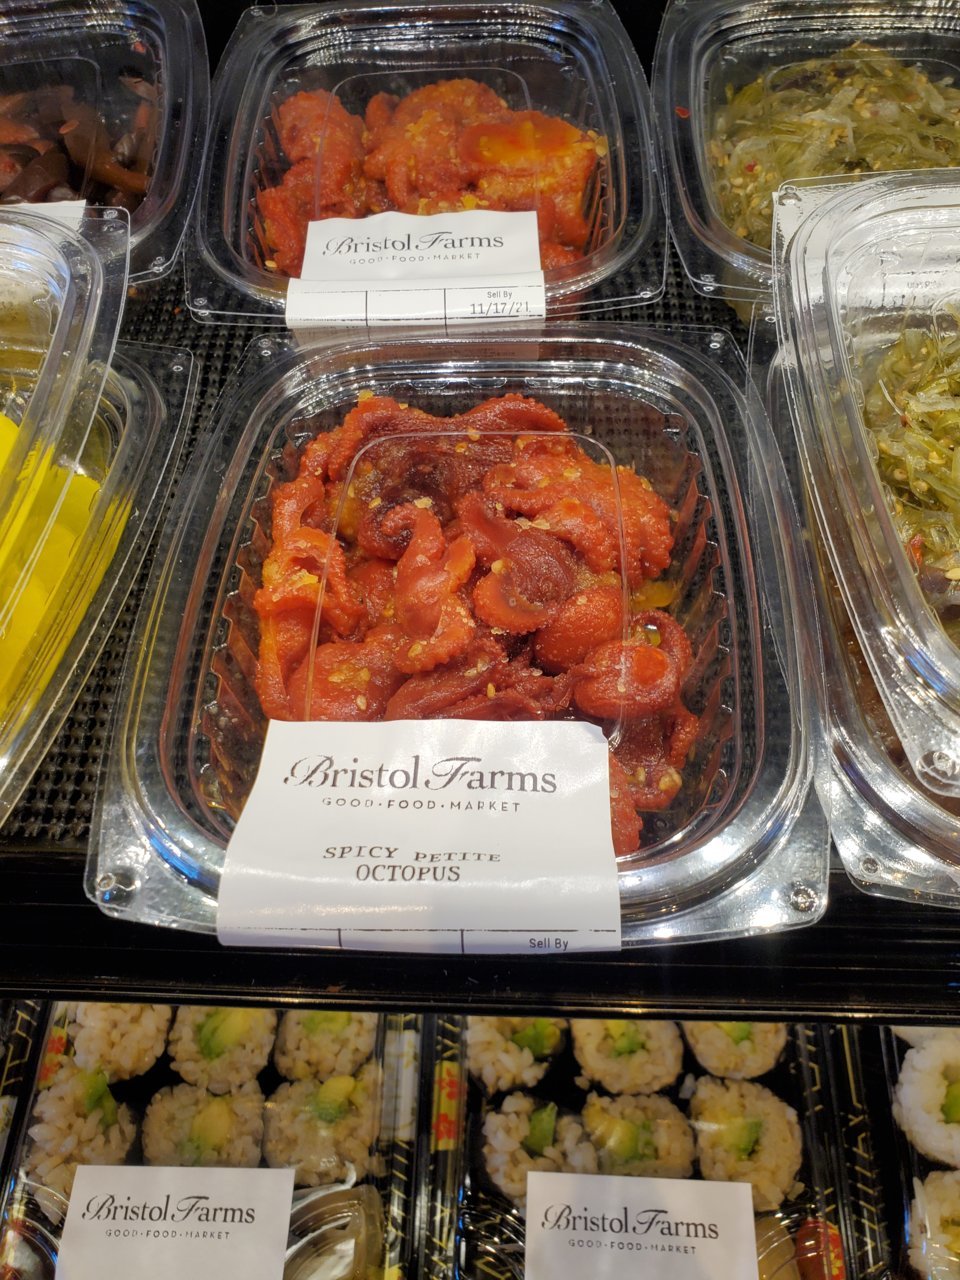 Bristol Farms
GOOD·FOOD·MARKET
Sell By
11/17/21
Bristol Farms
GOOD·FOOD·MARKET
SPICY PETITE
OCTOPUS
Sell By
Bristol Farms
GOOD·FOOD·MARKET
Bristol Farms
GOOD·FOOD·MARKET